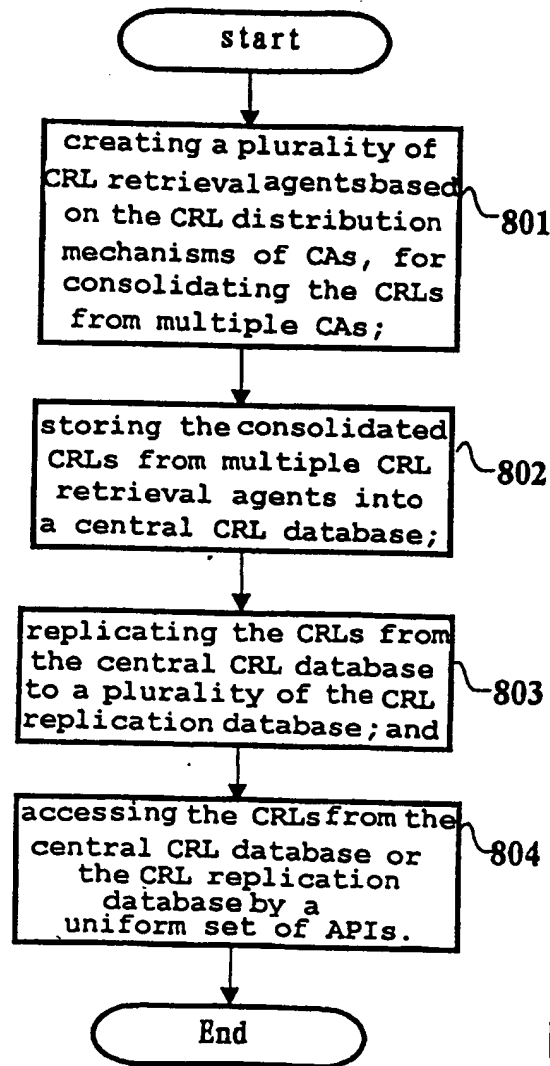 start
creating a plurality of
CRL retrieval agents based
on the CRL distribution
mechanisms of CAs, for
consolidating the CRLs
from multiple CAs;
801
storing the consolidated
CRLs from multiple CRL
retrieval agents into
a central CRL database;
802
replicating the CRLs from
the central CRL database
to a plurality of the CRL
replication database; and
803
accessing the CRLs from the
central CRL database or
the CRL replication
database by a
uniform set of APIs.
804
End